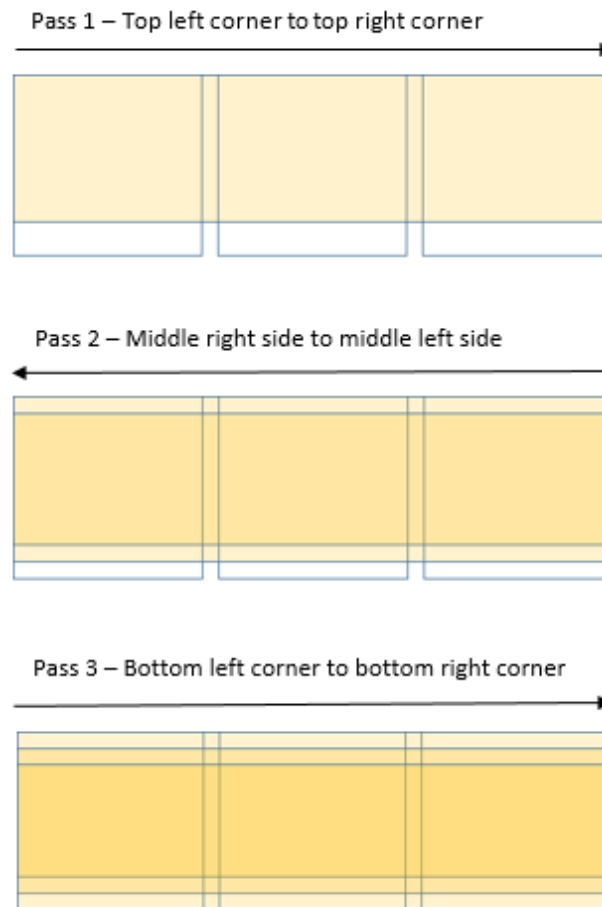 Pass 1 – Top left corner to top right corner
Pass 2 – Middle right side to middle left side
Pass 3 – Bottom left corner to bottom right corner